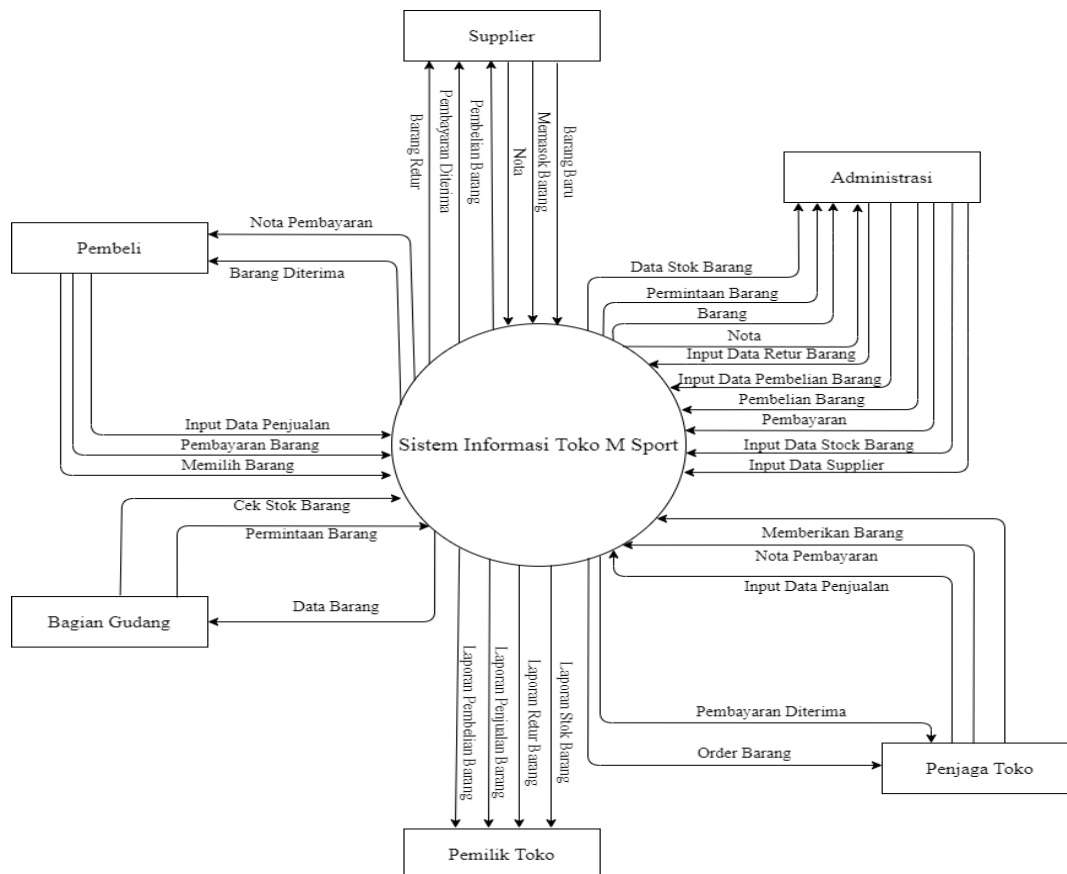 Supplier
Barang Retur
Pembayaran Diterima
Pembelian Barang
Nota
Memasok Barang
Barang Baru
Administrasi
Data Stok Barang
Permintaan Barang
Barang
Nota
Input Data Retur Barang
Input Data Pembelian Barang
Pembelian Barang
Pembayaran
Input Data Stock Barang
Input Data Supplier
Pembeli
Nota Pembayaran
Barang Diterima
Input Data Penjualan
Pembayaran Barang
Memilih Barang
Sistem Informasi Toko M Sport
Cek Stok Barang
Permintaan Barang
Data Barang
Bagian Gudang
Memberikan Barang
Nota Pembayaran
Input Data Penjualan
Pembayaran Diterima
Order Barang
Penjaga Toko
Laporan Pembelian Barang
Laporan Penjualan Barang
Laporan Retur Barang
Laporan Stok Barang
Pemilik Toko